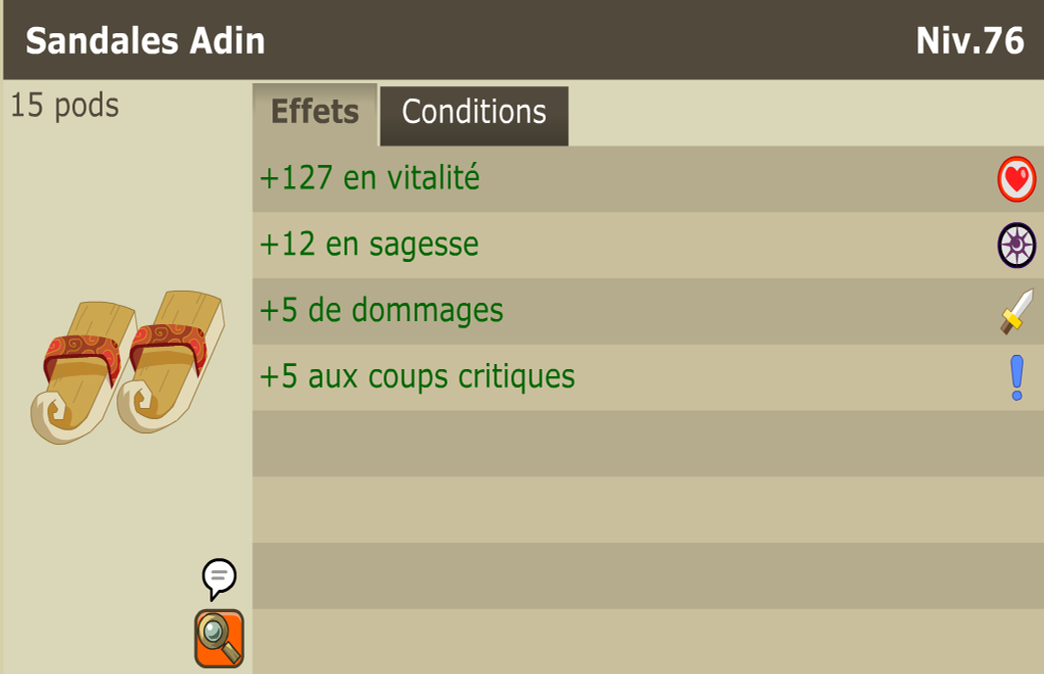 Sandales Adin
Niv.76
15 pods
Effets
Conditions
+127 en vitalité
+12 en sagesse
+5 de dommages
+5 aux coups critiques